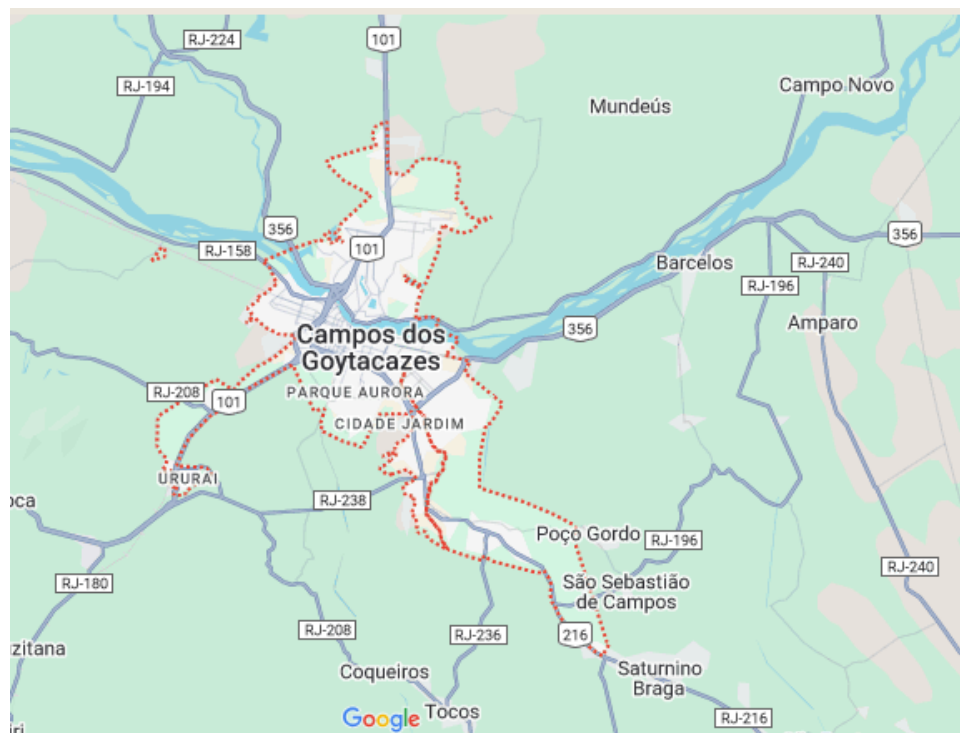 RJ-224
101
RJ-194
Campo Novo
Mundeús
356
RJ-158
101
356
Barcelos
RJ-240
RJ-196
Amparo
356
Campos dos
Goytacazes
PARQUE AURORA
RJ-208
101
CIDADE JARDIM
URURAI
oca
RJ-238
Poço Gordo
RJ-196
RJ-240
RJ-180
São Sebastião
de Campos
RJ-208
RJ-236
216
zitana
Coqueiros
Saturnino
Braga
Google
Tocos
RJ-216
iri